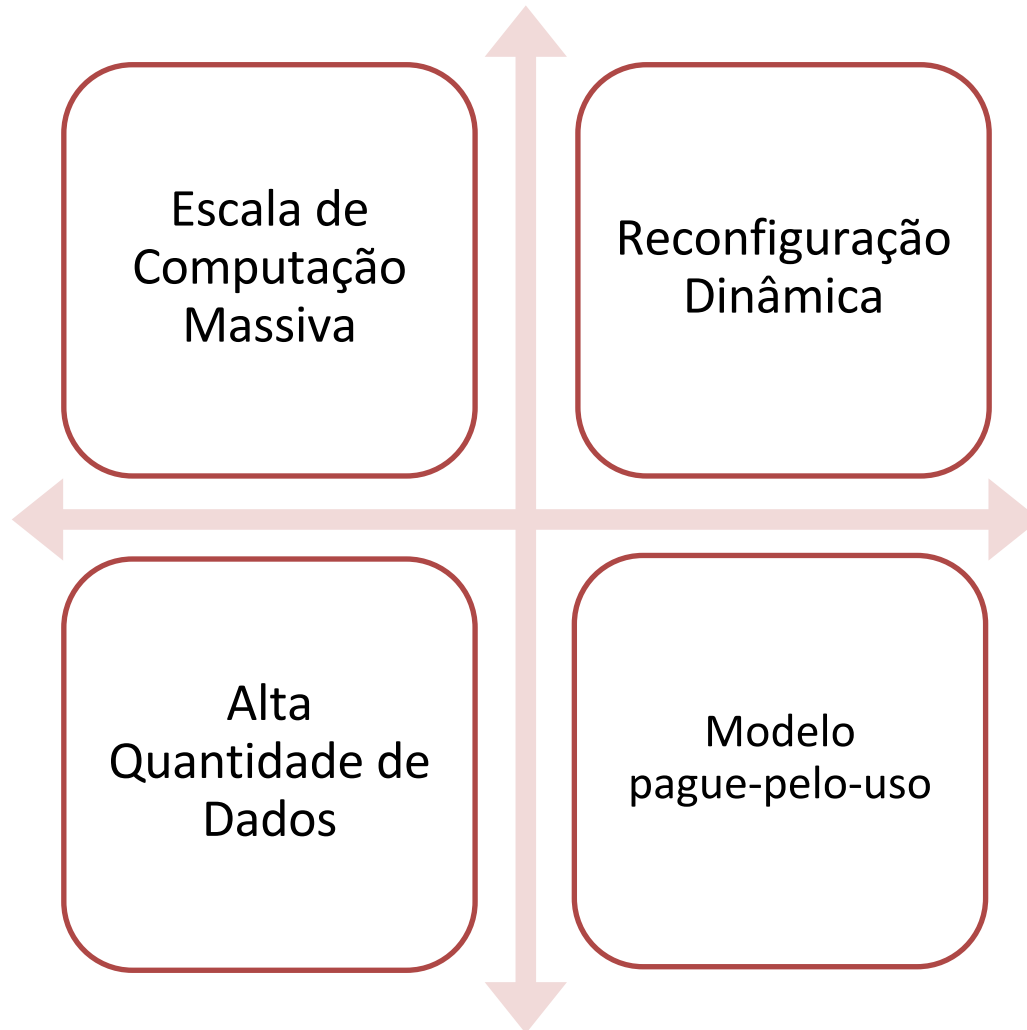 Escala de
Computação
Massiva
Reconfiguração
Dinâmica
Alta
Quantidade de
Dados
Modelo
pague-pelo-uso